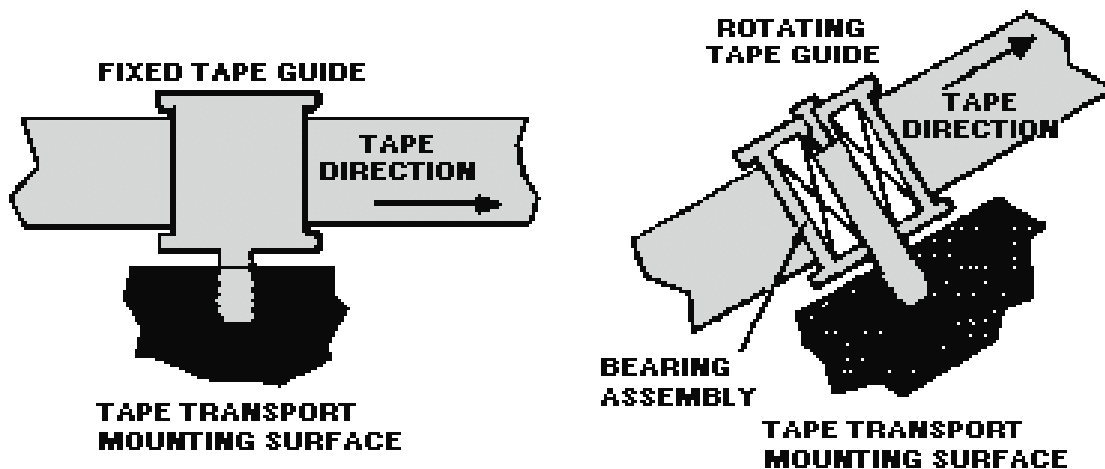 FIXED TAPE GUIDE
TAPE
DIRECTION
TAPE TRANSPORT
MOUNTING SURFACE
ROTATING
TAPE GUIDE
TAPE
DIRECTION
BEARING
ASSEMBLY
TAPE TRANSPORT
MOUNTING SURFACE